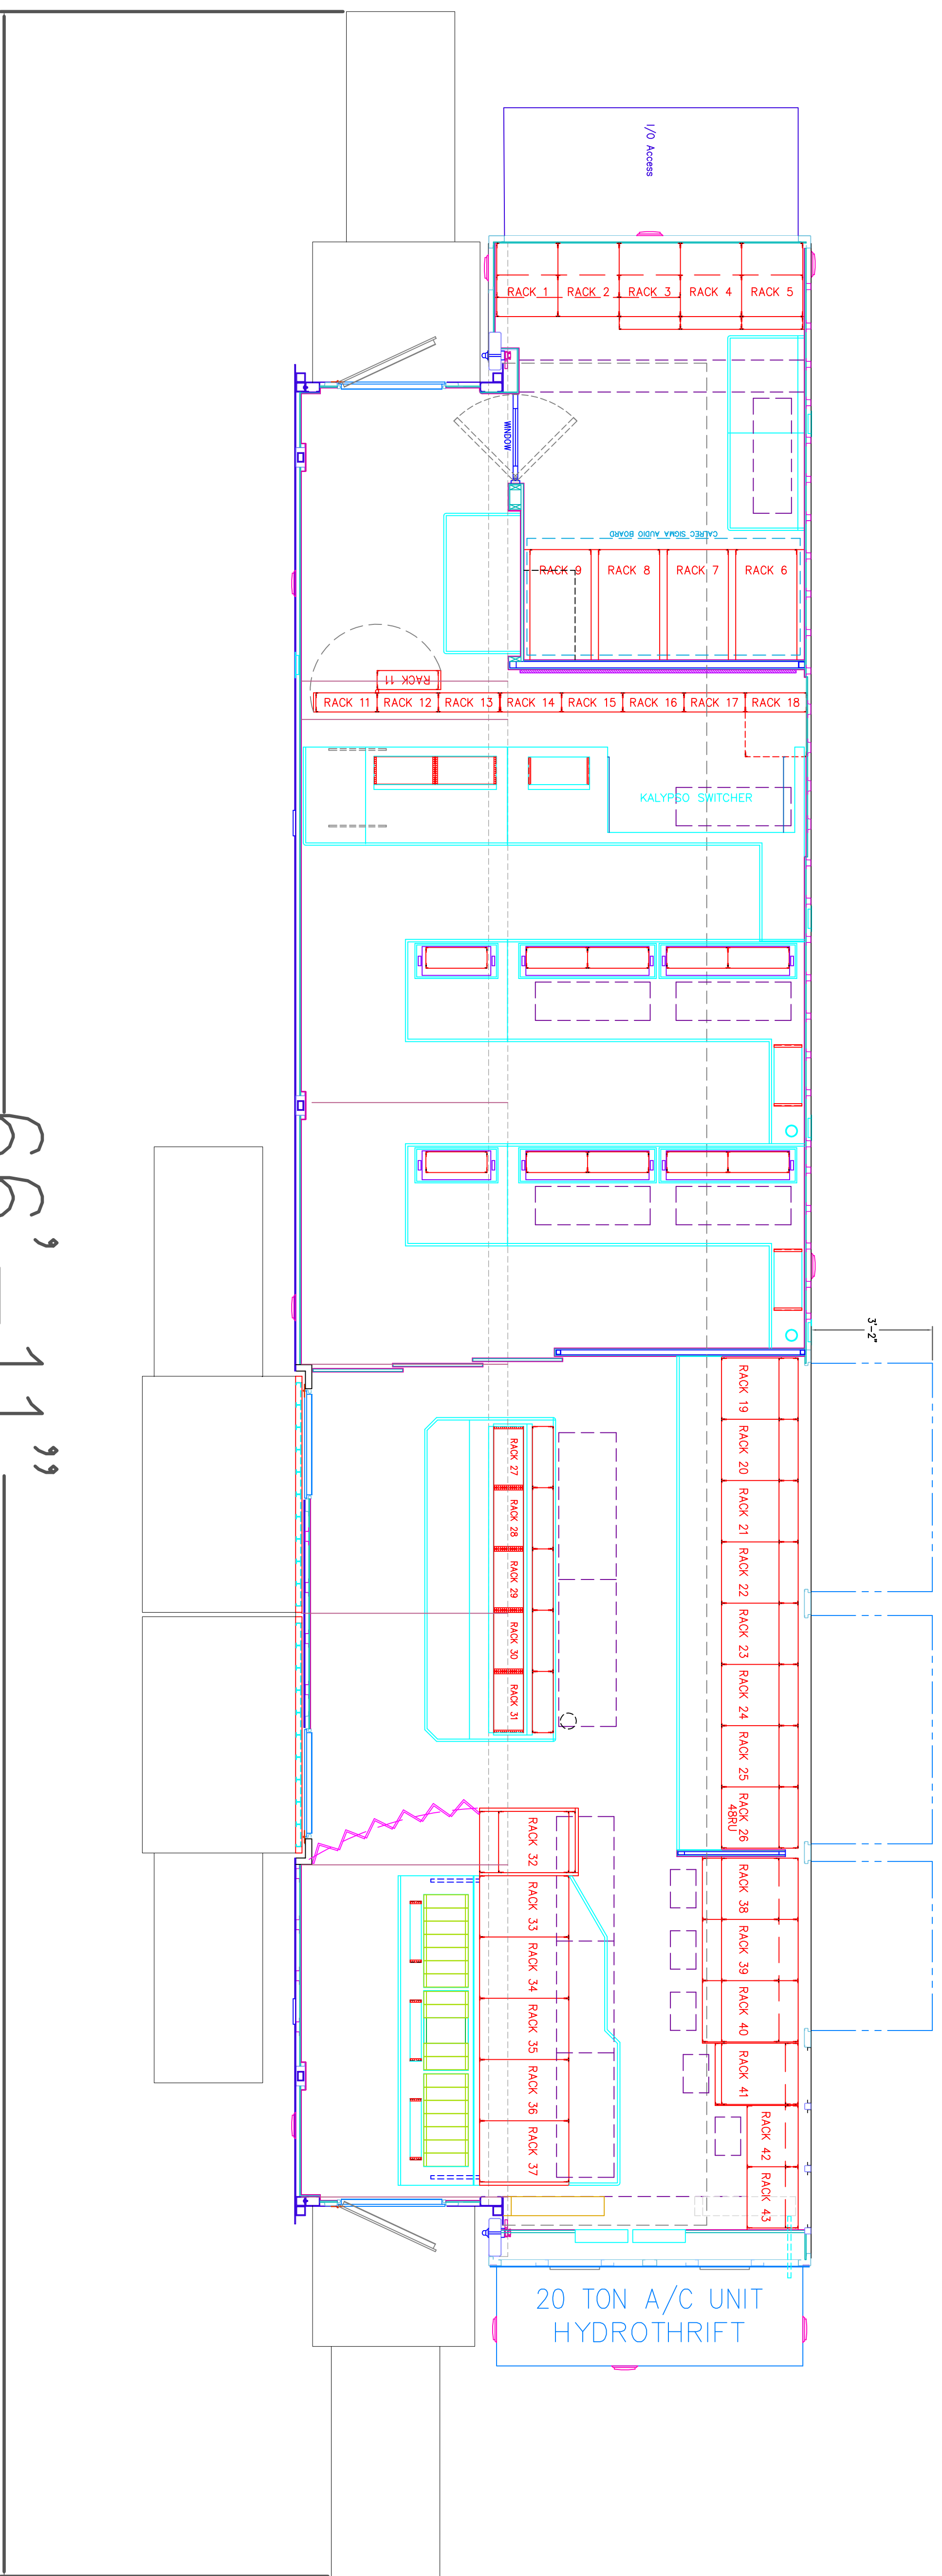 I/O Access
RACK 1
RACK 2
RACK 3
RACK 4
RACK 5
WINDOW
CALREC SIGMA AUDIO BOARD
RACK 9
RACK 8
RACK 7
RACK 6
RACK 11
RACK 11
RACK 12
RACK 13
RACK 14
RACK 15
RACK 16
RACK 17
RACK 18
KALYPSO SWITCHER
66'-11"
3'-2"
RACK 19
RACK 20
RACK 21
RACK 22
RACK 23
RACK 24
RACK 25
RACK 26
48RU
RACK 27
RACK 28
RACK 29
RACK 30
RACK 31
RACK 32
RACK 33
RACK 34
RACK 35
RACK 36
RACK 37
RACK 38
RACK 39
RACK 40
RACK 41
RACK 42
RACK 43
20 TON A/C UNIT
HYDROTHRIFT